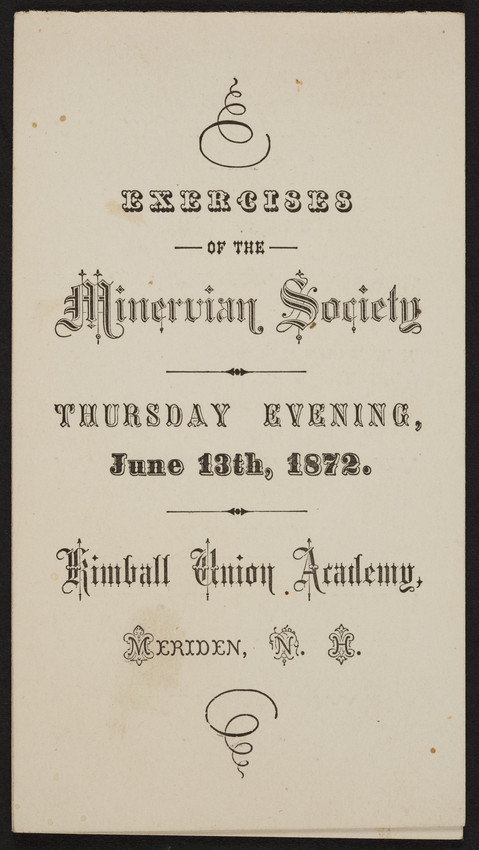 EXERCISES
OF THE
Minervian Society
THURSDAY EVENING,
June 13th, 1872.
Kimball Union Academy,
MERIDEN, N. H.